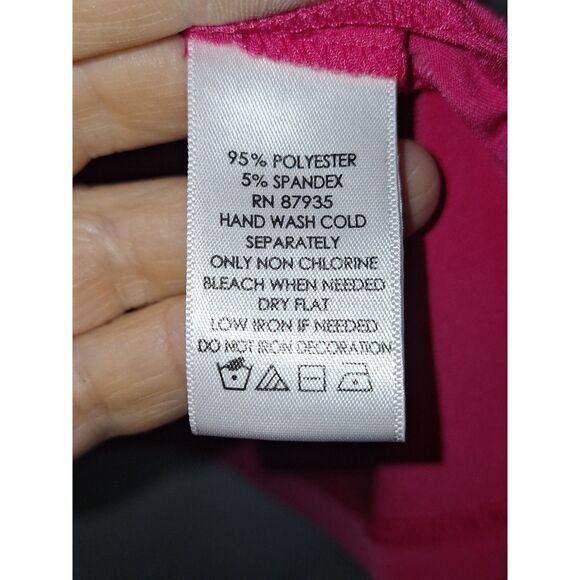 95% POLYESTER
5% SPANDEX
RN 87935
HAND WASH COLD
SEPARATELY
ONLY NON CHLORINE
BLEACH WHEN NEEDED
DRY FLAT
LOW IRON IF NEEDED
DO NOT IRON DECORATION